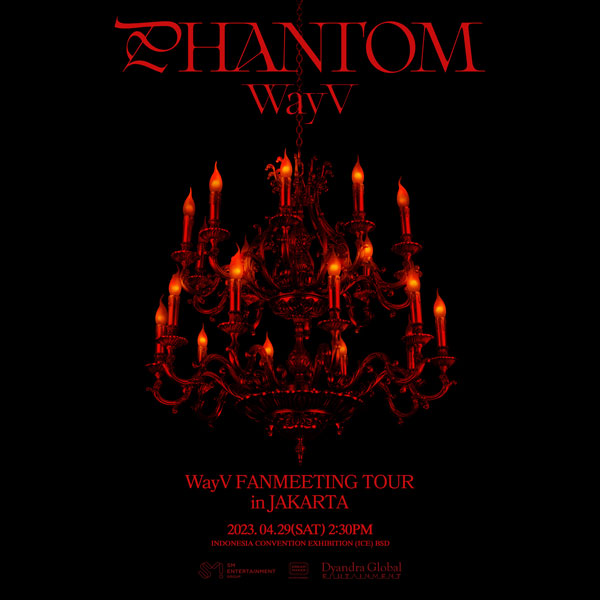 PHANTOM
WayV
WayV FANMEETING TOUR
in JAKARTA
2023. 04.29(SAT) 2:30PM
INDONESIA CONVENTION EXHIBITION (ICE) BSD
SM
ENTERTAINMENT
GROUP
Dyandra Global